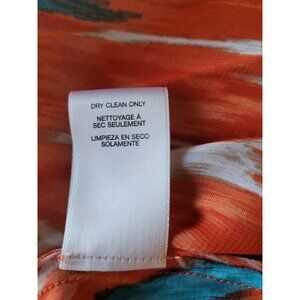 DRY CLEAN ONLY
NETTOYAGE À
SEC SEULEMENT
LIMPIEZA EN SECO
SOLAMENTE